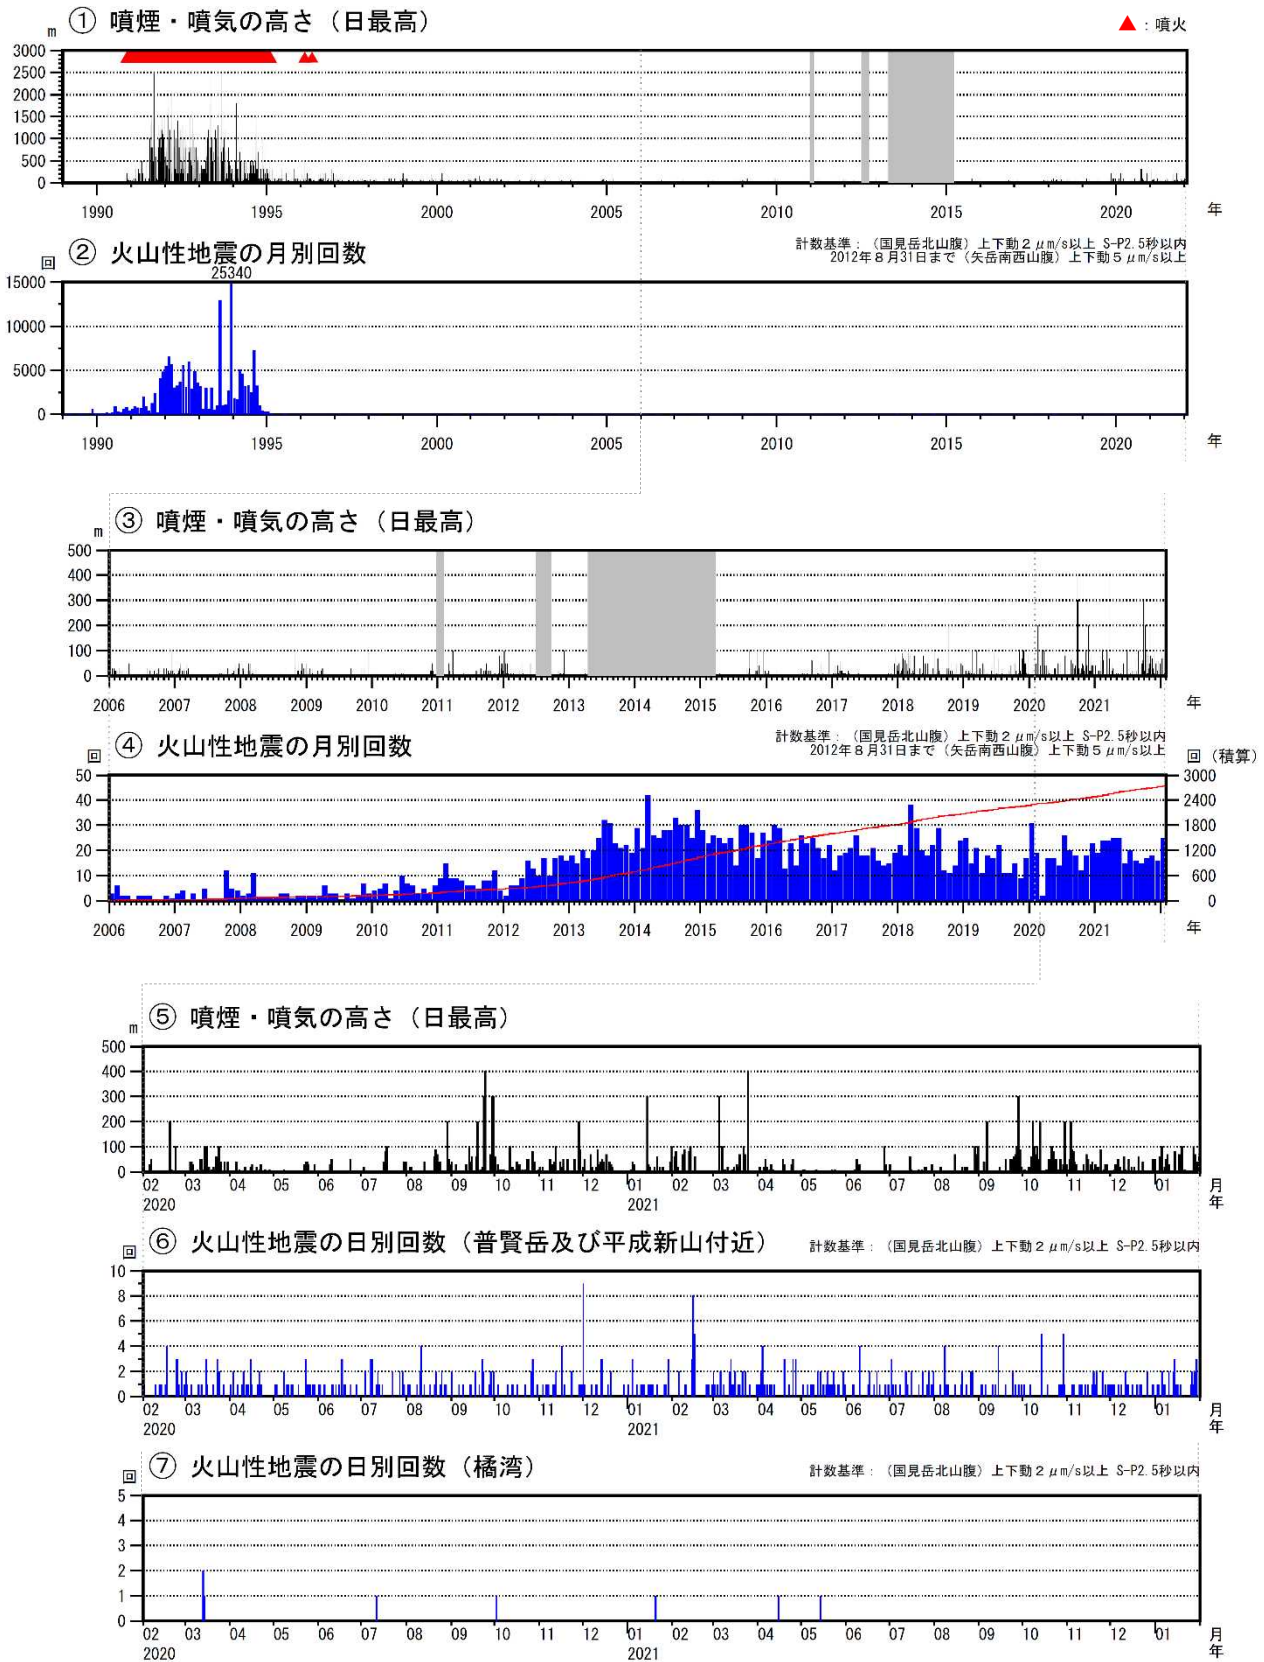 ① 噴煙・噴気の高さ（日最高）
▲：噴火
m
3000
2500
2000
1500
1000
500
0
1990 1995 2000 2005 2010 2015 2020 年
② 火山性地震の月別回数
計数基準：（国見岳北山腹）上下動２μm/s以上 S-P2.5秒以内
2012年８月31日まで（矢岳南西山腹）上下動５μm/s以上
回
25340
15000
10000
5000
0
1990 1995 2000 2005 2010 2015 2020 年
③ 噴煙・噴気の高さ（日最高）
m
500
400
300
200
100
0
2006 2007 2008 2009 2010 2011 2012 2013 2014 2015 2016 2017 2018 2019 2020 2021 年
④ 火山性地震の月別回数
計数基準：（国見岳北山腹）上下動２μm/s以上 S-P2.5秒以内
2012年８月31日まで（矢岳南西山腹）上下動５μm/s以上
回 回（積算）
50 3000
40 2400
30 1800
20 1200
10 600
0 0
2006 2007 2008 2009 2010 2011 2012 2013 2014 2015 2016 2017 2018 2019 2020 2021 年
⑤ 噴煙・噴気の高さ（日最高）
m
500
400
300
200
100
0
02 03 04 05 06 07 08 09 10 11 12 01 02 03 04 05 06 07 08 09 10 11 12 01 月
2020 2021 年
⑥ 火山性地震の日別回数（普賢岳及び平成新山付近）
計数基準：（国見岳北山腹）上下動２μm/s以上 S-P2.5秒以内
回
10
8
6
4
2
0
02 03 04 05 06 07 08 09 10 11 12 01 02 03 04 05 06 07 08 09 10 11 12 01 月
2020 2021 年
⑦ 火山性地震の日別回数（橘湾）
計数基準：（国見岳北山腹）上下動２μm/s以上 S-P2.5秒以内
回
5
4
3
2
1
0
02 03 04 05 06 07 08 09 10 11 12 01 02 03 04 05 06 07 08 09 10 11 12 01 月
2020 2021 年